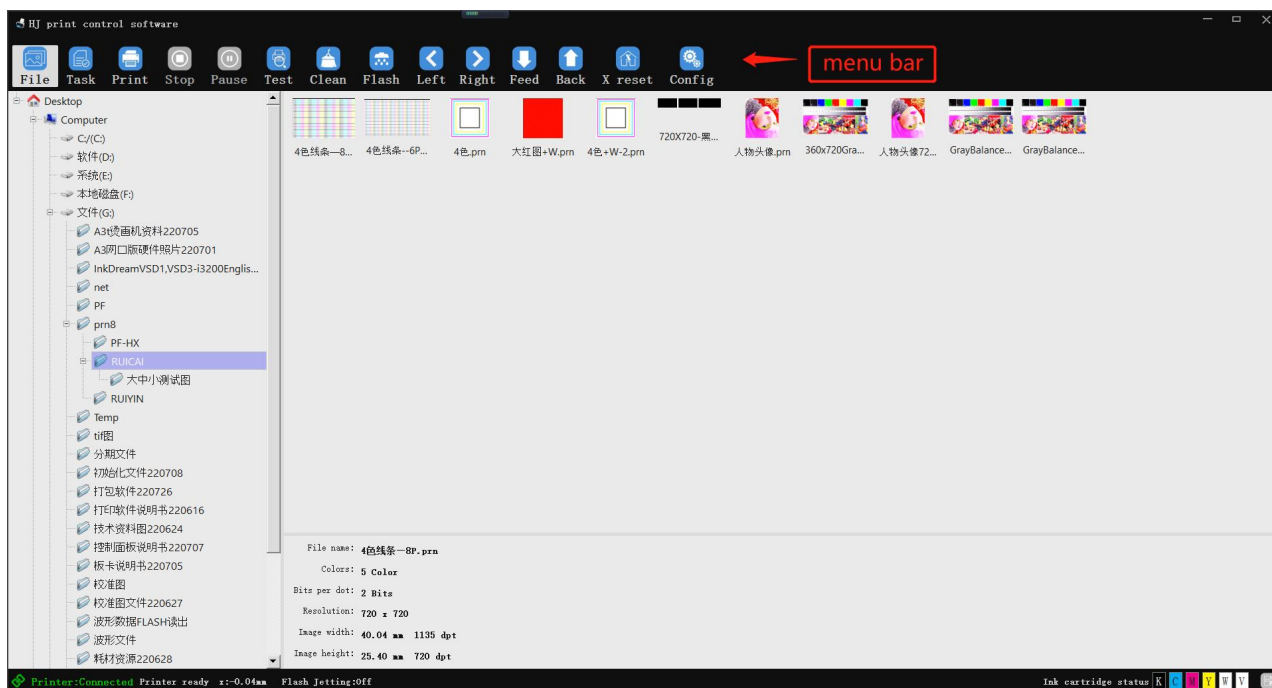 HJ print control software
File Task Print Stop Pause Test Clean Flash Left Right Feed Back X reset Config
menu bar
Desktop
Computer
C:/(C:)
软件(D:)
系统(E:)
本地磁盘(F:)
文件(G:)
A3t烫画机资料220705
A3网口版硬件照片220701
InkDreamVSD1,VSD3-i3200Englis...
net
PF
prn8
PF-HX
RUICAI
大中小测试图
RUIYIN
Temp
tif图
分期文件
初始化文件220708
打包软件220726
打印软件说明书220616
技术资料图220624
控制面板说明书220707
板卡说明书220705
校准图
校准图文件220627
波形数据FLASH读出
波形文件
耗材资源220628
4色线条—8... 4色线条--6P... 4色.prn 大红图+W.prn 4色+W-2.prn 720X720-黑... 人物头像.prn 360x720Gra... 人物头像72... GrayBalance... GrayBalance...
File name: 4色线条—8P.prn
Colors: 5 Color
Bits per dot: 2 Bits
Resolution: 720 x 720
Image width: 40.04 mm 1135 dpt
Image height: 25.40 mm 720 dpt
Printer:Connected Printer ready x:-0.04mm Flash Jetting:Off Ink cartridge status K C M Y W V